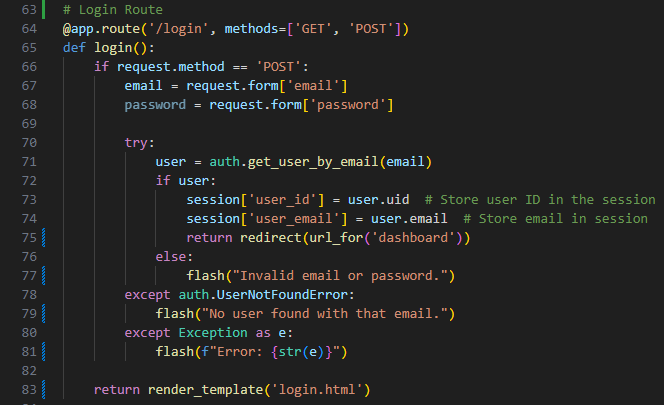 63 # Login Route
64 @app.route('/login', methods=['GET', 'POST'])
65 def login():
66     if request.method == 'POST':
67         email = request.form['email']
68         password = request.form['password']
69
70         try:
71             user = auth.get_user_by_email(email)
72             if user:
73                 session['user_id'] = user.uid  # Store user ID in the session
74                 session['user_email'] = user.email  # Store email in session
75                 return redirect(url_for('dashboard'))
76             else:
77                 flash("Invalid email or password.")
78         except auth.UserNotFoundError:
79             flash("No user found with that email.")
80         except Exception as e:
81             flash(f"Error: {str(e)}")
82
83     return render_template('login.html')